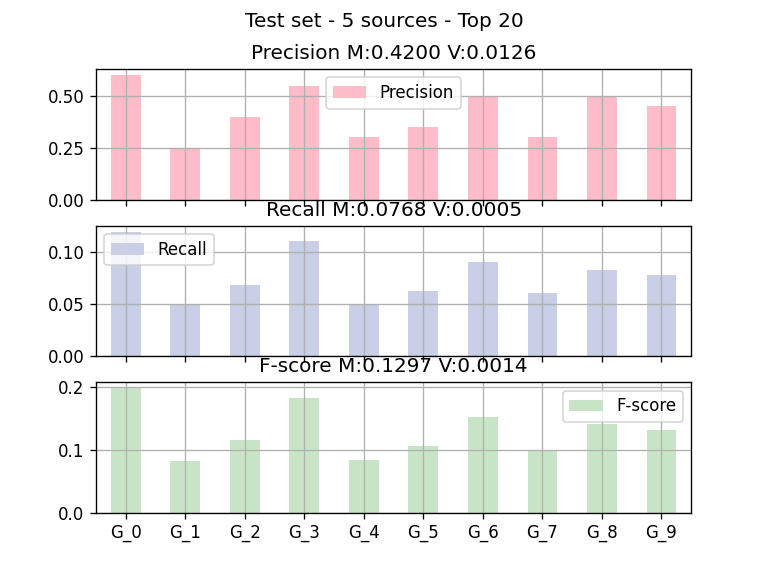 Test set - 5 sources - Top 20
Precision M:0.4200 V:0.0126
0.50
0.25
0.00
Precision
Recall M:0.0768 V:0.0005
0.10
0.05
0.00
Recall
F-score M:0.1297 V:0.0014
0.2
0.1
0.0
F-score
G_0 G_1 G_2 G_3 G_4 G_5 G_6 G_7 G_8 G_9